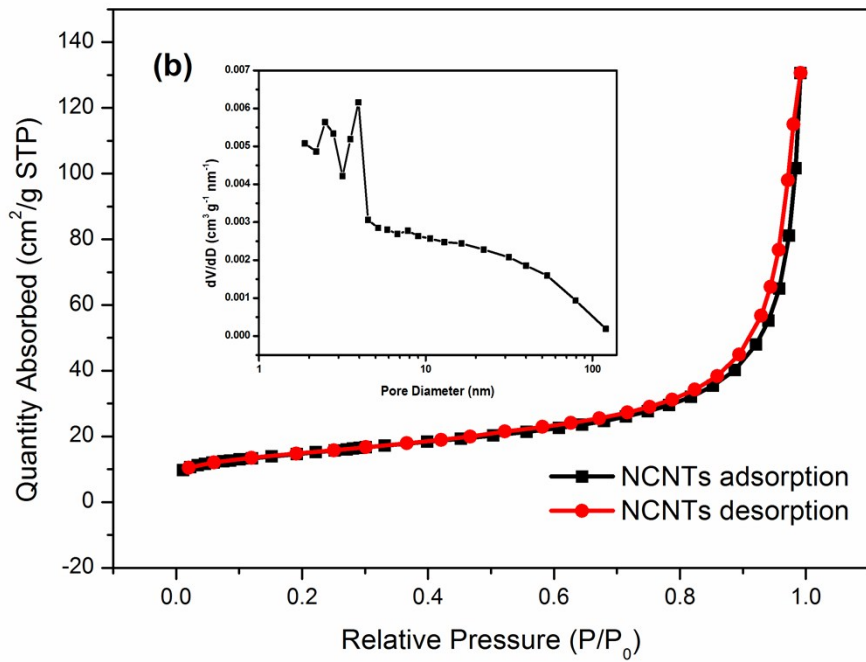 (b)
Quantity Absorbed (cm²/g STP)
140
120
100
80
60
40
20
0
-20
0.0 0.2 0.4 0.6 0.8 1.0
Relative Pressure (P/P₀)
NCNTs adsorption
NCNTs desorption
dV/dD (cm³ g⁻¹ nm⁻¹)
0.007
0.006
0.005
0.004
0.003
0.002
0.001
0.000
1 10 100
Pore Diameter (nm)